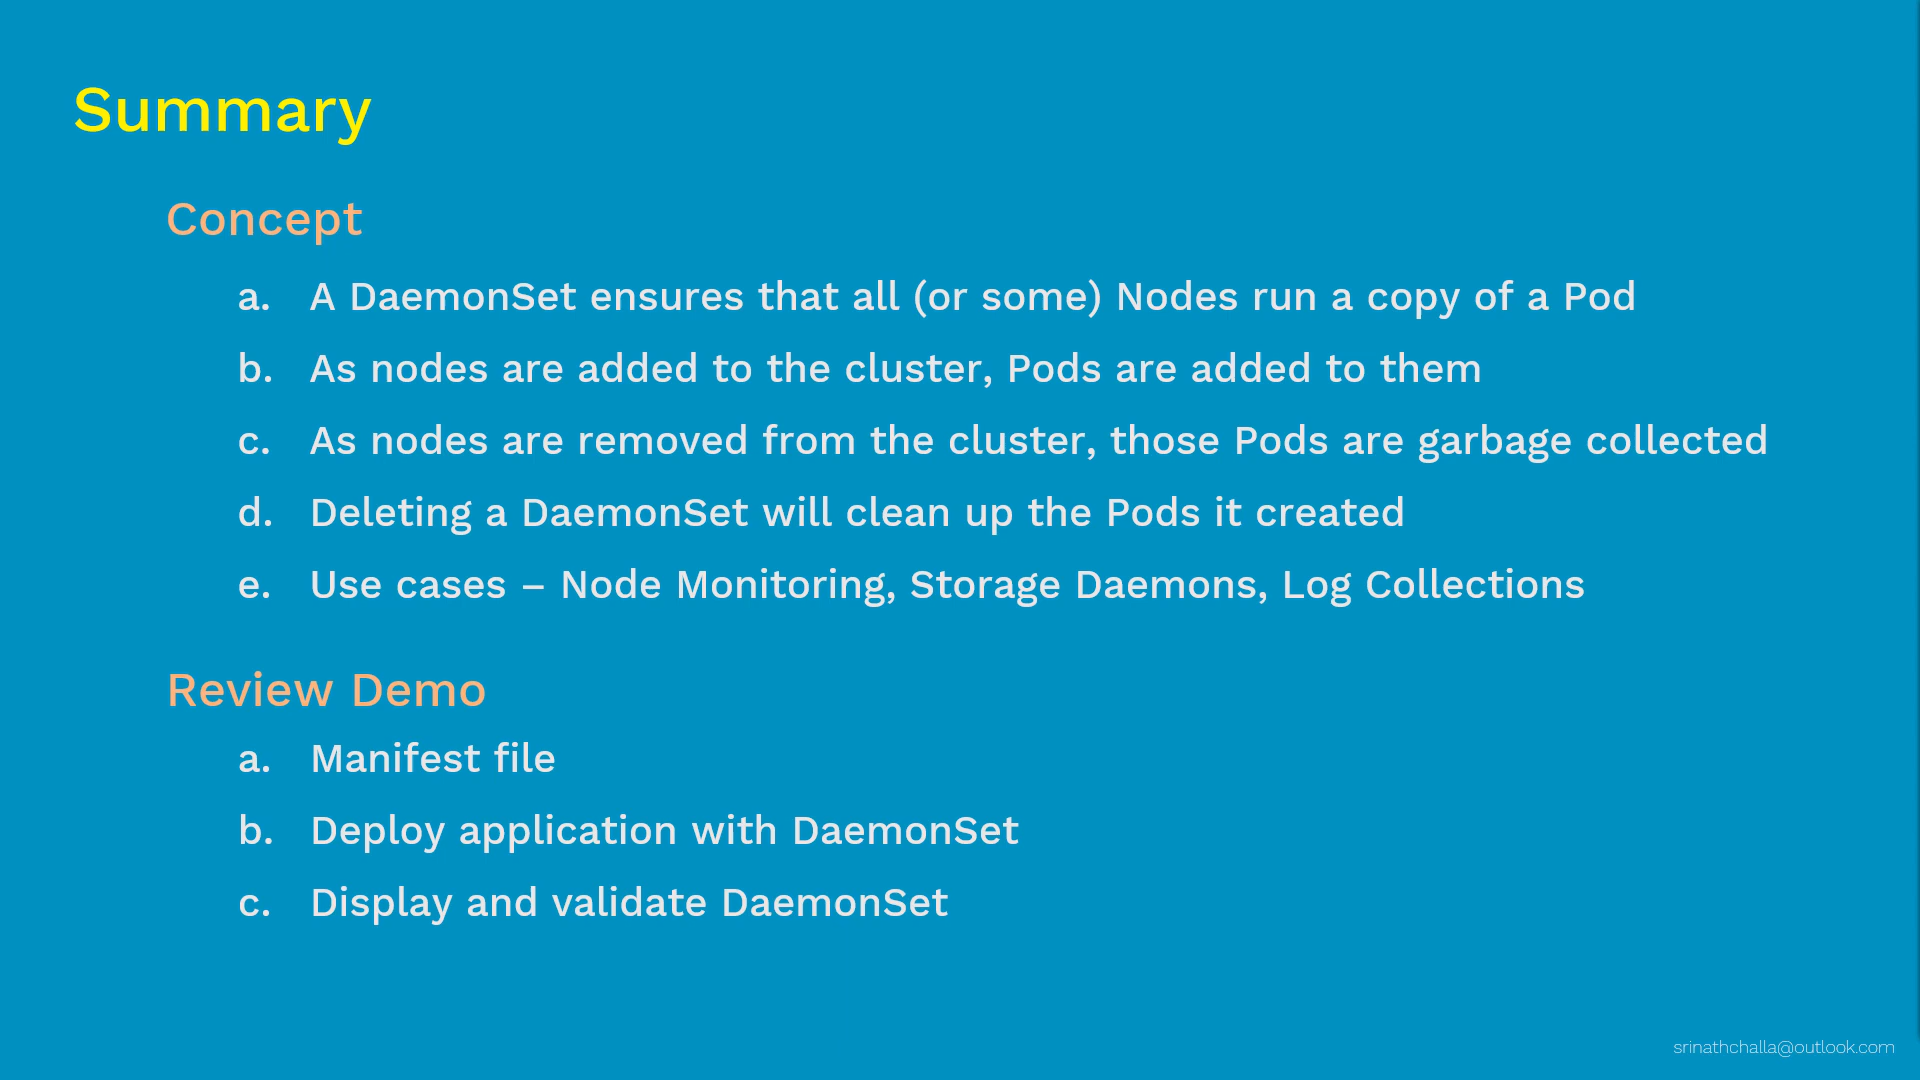 Summary
Concept
a. A DaemonSet ensures that all (or some) Nodes run a copy of a Pod
b. As nodes are added to the cluster, Pods are added to them
c. As nodes are removed from the cluster, those Pods are garbage collected
d. Deleting a DaemonSet will clean up the Pods it created
e. Use cases – Node Monitoring, Storage Daemons, Log Collections
Review Demo
a. Manifest file
b. Deploy application with DaemonSet
c. Display and validate DaemonSet
srinathchalla@outlook.com